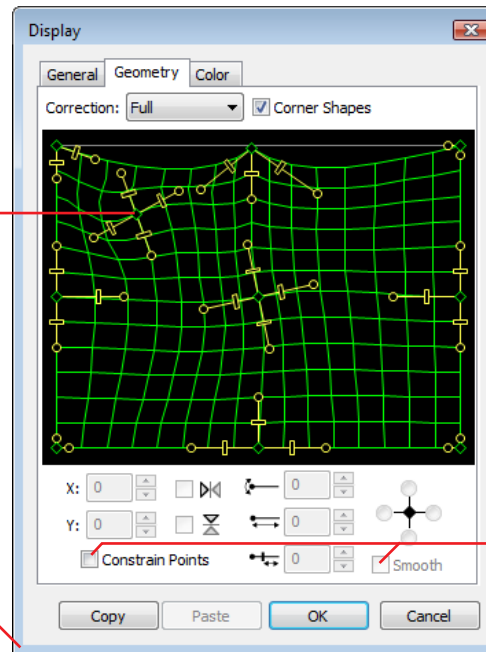 Display
General Geometry Color
Correction: Full Corner Shapes
X: 0 0
Y: 0 0
Constrain Points 0 Smooth
Copy Paste OK Cancel